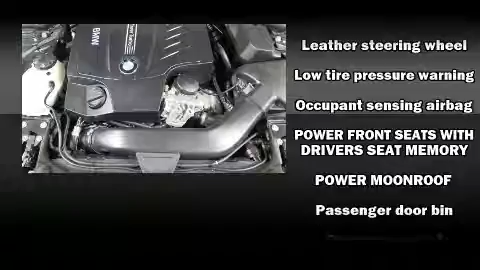 BMW
Leather steering wheel
Low tire pressure warning
Occupant sensing airbag
POWER FRONT SEATS WITH
DRIVERS SEAT MEMORY
POWER MOONROOF
Passenger door bin